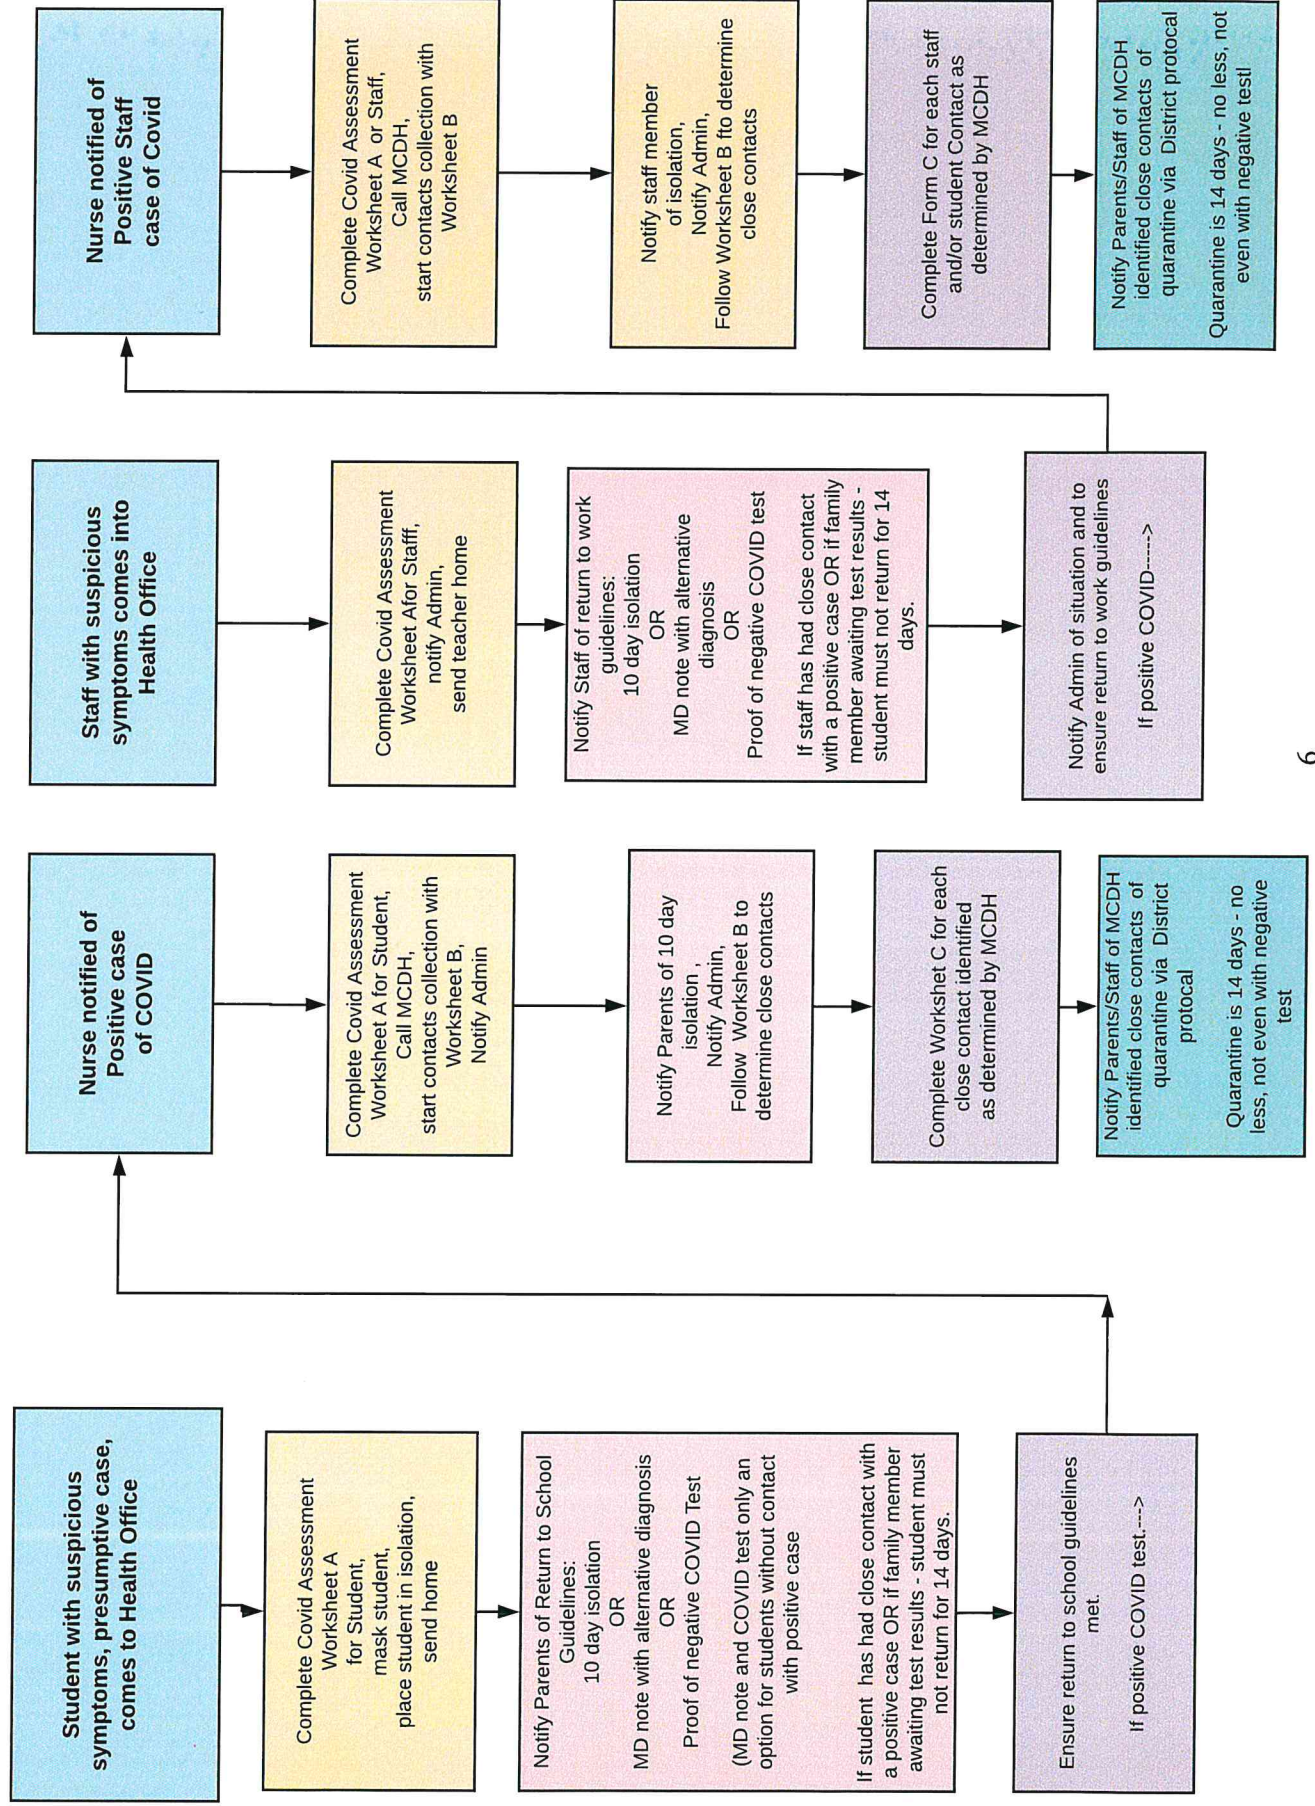 Student with suspicious
symptoms, presumptive case,
comes to Health Office
Complete Covid Assessment
Worksheet A
for Student,
mask student,
place student in isolation,
send home
Notify Parents of Return to School
Guidelines:
10 day isolation
OR
MD note with alternative diagnosis
OR
Proof of negative COVID Test
(MD note and COVID test only an
option for students without contact
with positive case
If student has had close contact with
a positive case OR if family member
awaiting test results - student must
not return for 14 days.
Ensure return to school guidelines
met.
If positive COVID test.--->
Nurse notified of
Positive case
of COVID
Complete Covid Assessment
Worksheet A for Student,
Call MCDH,
start contacts collection with
Worksheet B,
Notify Admin
Notify Parents of 10 day
isolation ,
Notify Admin,
Follow Worksheet B to
determine close contacts
Complete Workshet C for each
close contact identified
as determined by MCDH
Notify Parents/Staff of MCDH
identified close contacts of
quarantine via District
protocal
Quarantine is 14 days - no
less, not even with negative
test
Staff with suspicious
symptoms comes into
Health Office
Complete Covid Assessment
Worksheet Afor Stafff,
notify Admin,
send teacher home
Notify Staff of return to work
guidelines:
10 day isolation
OR
MD note with alternative
diagnosis
OR
Proof of negative COVID test
If staff has had close contact
with a positive case OR if family
member awaiting test results -
student must not return for 14
days.
Notify Admin of situation and to
ensure return to work guidelines
If positive COVID----->
Nurse notified of
Positive Staff
case of Covid
Complete Covid Assessment
Worksheet A or Staff,
Call MCDH,
start contacts collection with
Worksheet B
Notify staff member
of isolation,
Notify Admin,
Follow Worksheet B fto determine
close contacts
Complete Form C for each staff
and/or student Contact as
determined by MCDH
Notify Parents/Staff of MCDH
identified close contacts of
quarantine via District protocal
Quarantine is 14 days - no less, not
even with negative testl
6